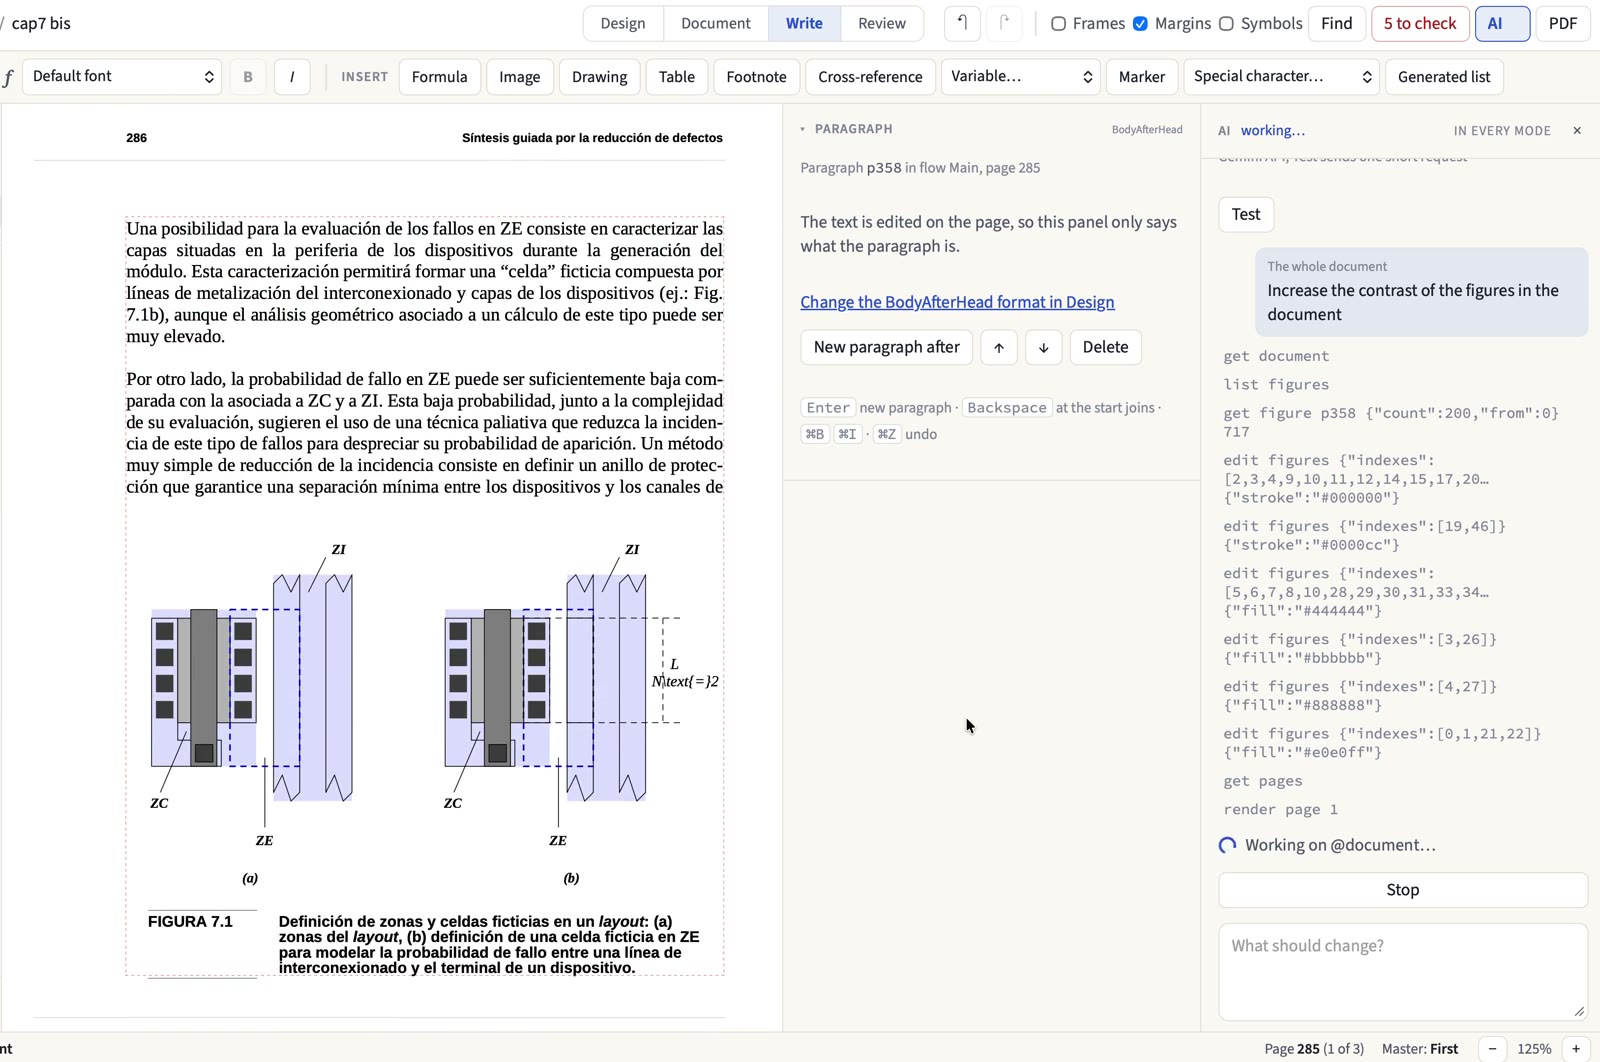 / cap7 bis
Design Document Write Review
Frames Margins Symbols Find 5 to check AI PDF
f Default font B I INSERT Formula Image Drawing Table Footnote Cross-reference Variable... Marker Special character... Generated list
286
Síntesis guiada por la reducción de defectos
Una posibilidad para la evaluación de los fallos en ZE consiste en caracterizar las
capas situadas en la periferia de los dispositivos durante la generación del
módulo. Esta caracterización permitirá formar una “celda” ficticia compuesta por
líneas de metalización del interconexionado y capas de los dispositivos (ej.: Fig.
7.1b), aunque el análisis geométrico asociado a un cálculo de este tipo puede ser
muy elevado.
Por otro lado, la probabilidad de fallo en ZE puede ser suficientemente baja com-
parada con la asociada a ZC y a ZI. Esta baja probabilidad, junto a la complejidad
de su evaluación, sugieren el uso de una técnica paliativa que reduzca la inciden-
cia de este tipo de fallos para despreciar su probabilidad de aparición. Un método
muy simple de reducción de la incidencia consiste en definir un anillo de protec-
ción que garantice una separación mínima entre los dispositivos y los canales de
ZI
ZI
L
N\text{=}2
ZC
ZC
ZE
ZE
(a)
(b)
FIGURA 7.1
Definición de zonas y celdas ficticias en un layout: (a)
zonas del layout, (b) definición de una celda ficticia en ZE
para modelar la probabilidad de fallo entre una línea de
interconexionado y el terminal de un dispositivo.
PARAGRAPH
BodyAfterHead
Paragraph p358 in flow Main, page 285
The text is edited on the page, so this panel only says
what the paragraph is.
Change the BodyAfterHead format in Design
New paragraph after ↑ ↓ Delete
Enter new paragraph · Backspace at the start joins ·
⌘B ⌘I · ⌘Z undo
AI working...
IN EVERY MODE ×
Gemini API, Test sends one short request
Test
The whole document
Increase the contrast of the figures in the
document
get document
list figures
get figure p358 {"count":200,"from":0}
717
edit figures {"indexes":
[2,3,4,9,10,11,12,14,15,17,20…
{"stroke":"#000000"}
edit figures {"indexes":[19,46]}
{"stroke":"#0000cc"}
edit figures {"indexes":
[5,6,7,8,10,28,29,30,31,33,34…
{"fill":"#444444"}
edit figures {"indexes":[3,26]}
{"fill":"#bbbbbb"}
edit figures {"indexes":[4,27]}
{"fill":"#888888"}
edit figures {"indexes":[0,1,21,22]}
{"fill":"#e0e0ff"}
get pages
render page 1
Working on @document...
Stop
What should change?
nt
Page 285 (1 of 3) Master: First − 125% +